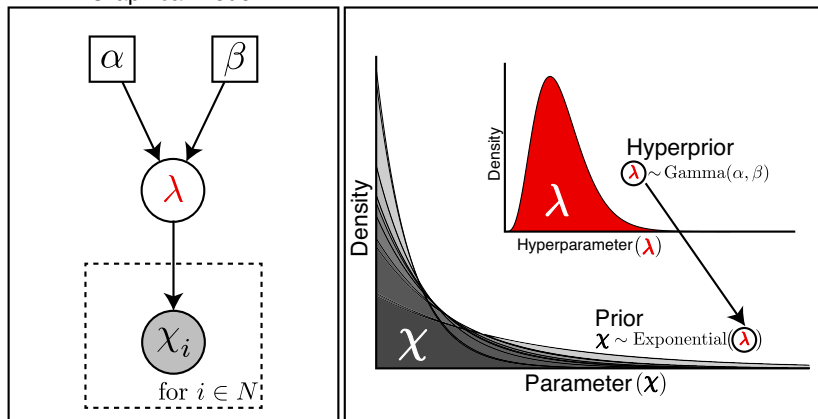 α
β
λ
χi
for i ∈ N
Density
Density
λ
Hyperparameter(λ)
Hyperprior
λ ~ Gamma(α, β)
χ
Prior
χ ~ Exponential(λ)
Parameter(χ)